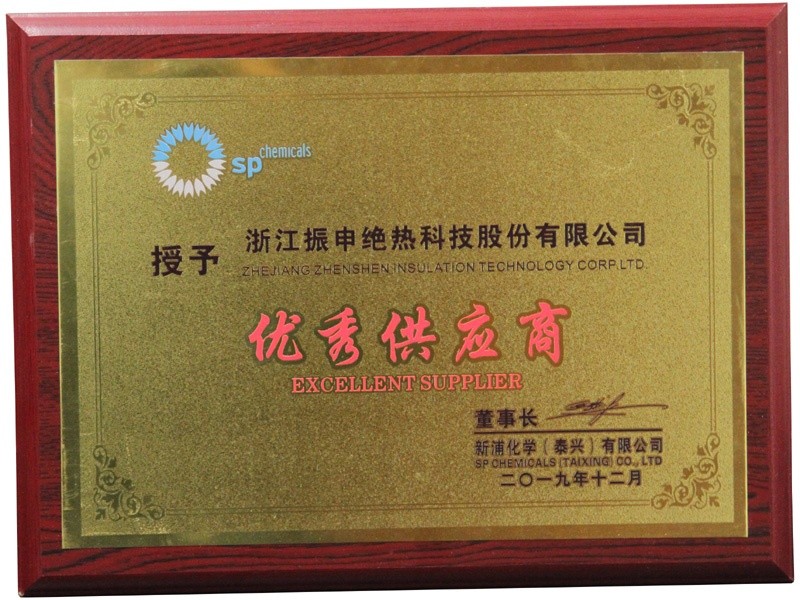 sp chemicals
授予 浙江振申绝热科技股份有限公司
ZHEJIANG ZHENSHEN INSULATION TECHNOLOGY CORP.LTD.
优秀供应商
EXCELLENT SUPPLIER
董事长
新浦化学（泰兴）有限公司
SP CHEMICALS (TAIXING) CO., LTD
二〇一九年十二月